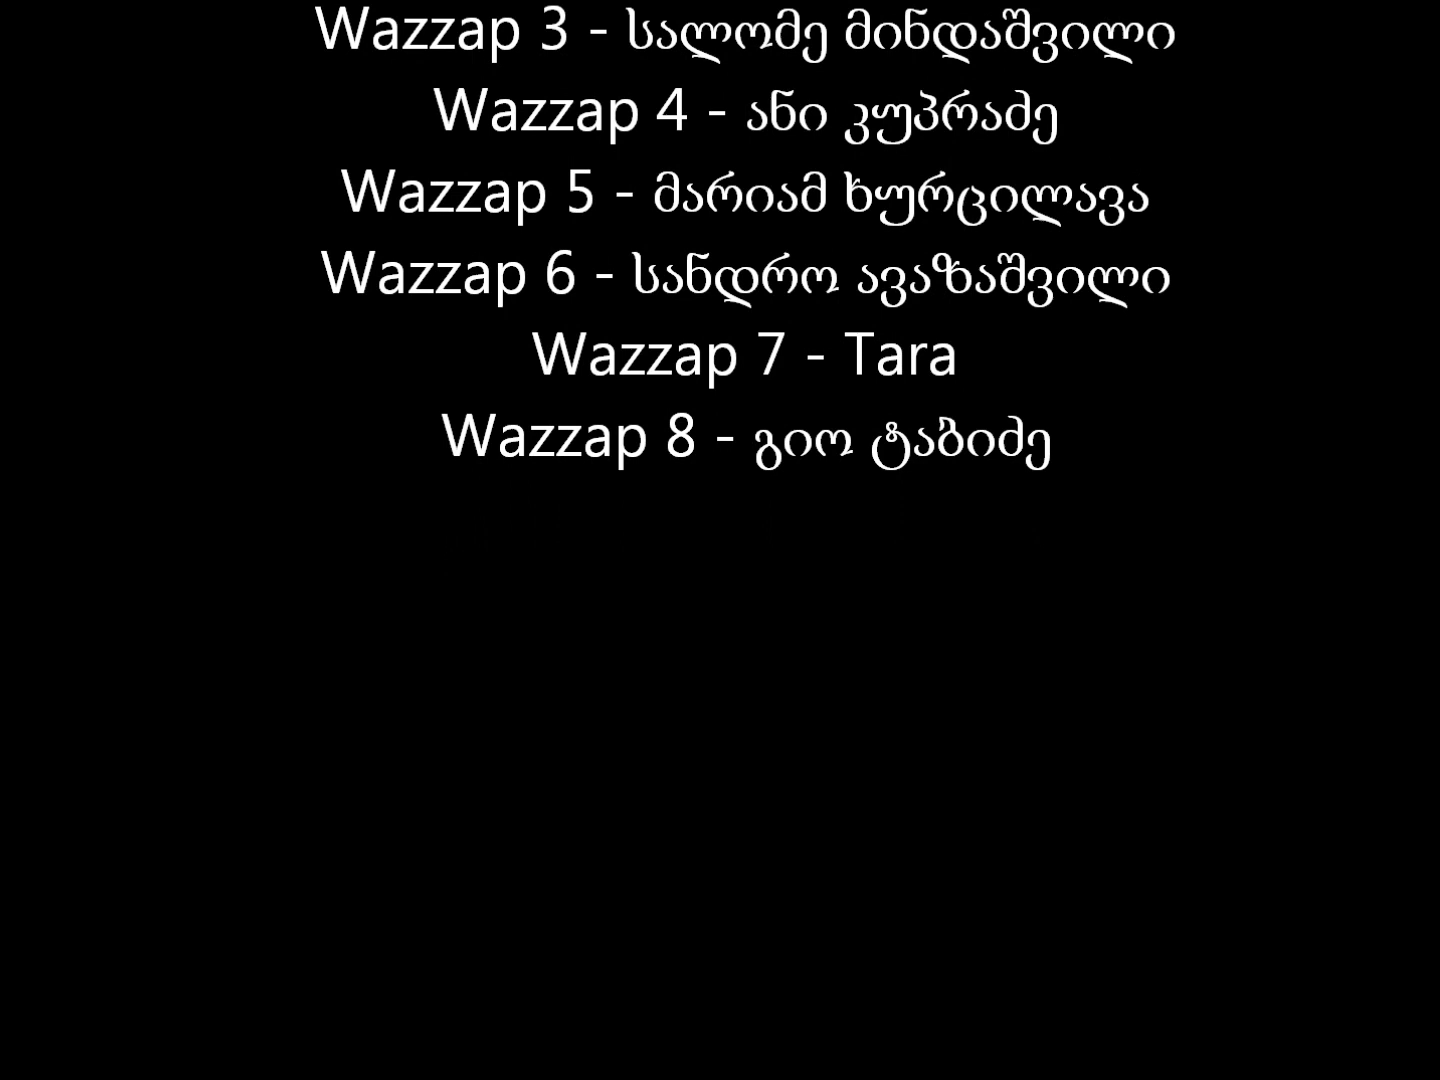 Wazzap 3 - სალომე მინდაშვილი
Wazzap 4 - ანი კუპრაძე
Wazzap 5 - მარიამ ხურცილავა
Wazzap 6 - სანდრო ავაზაშვილი
Wazzap 7 - Tara
Wazzap 8 - გიო ტაბიძე